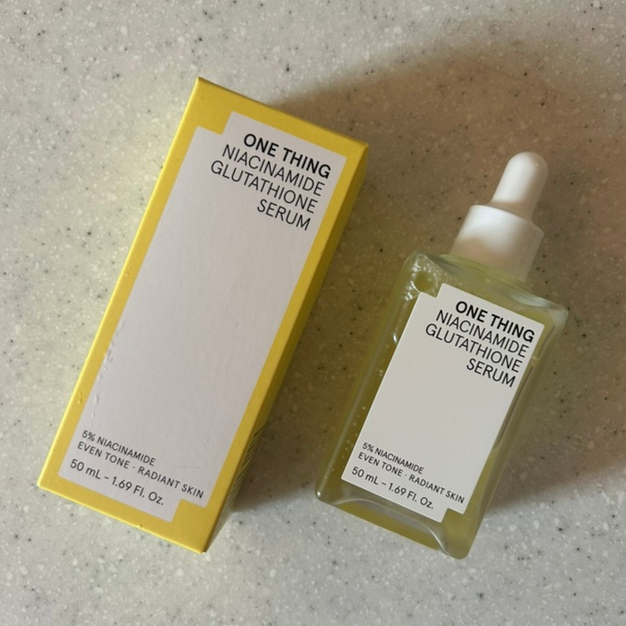 ONE THING
NIACINAMIDE
GLUTATHIONE
SERUM
5% NIACINAMIDE
EVEN TONE · RADIANT SKIN
50 mL – 1.69 Fl. Oz.
ONE THING
NIACINAMIDE
GLUTATHIONE
SERUM
5% NIACINAMIDE
EVEN TONE · RADIANT SKIN
50 mL – 1.69 Fl. Oz.